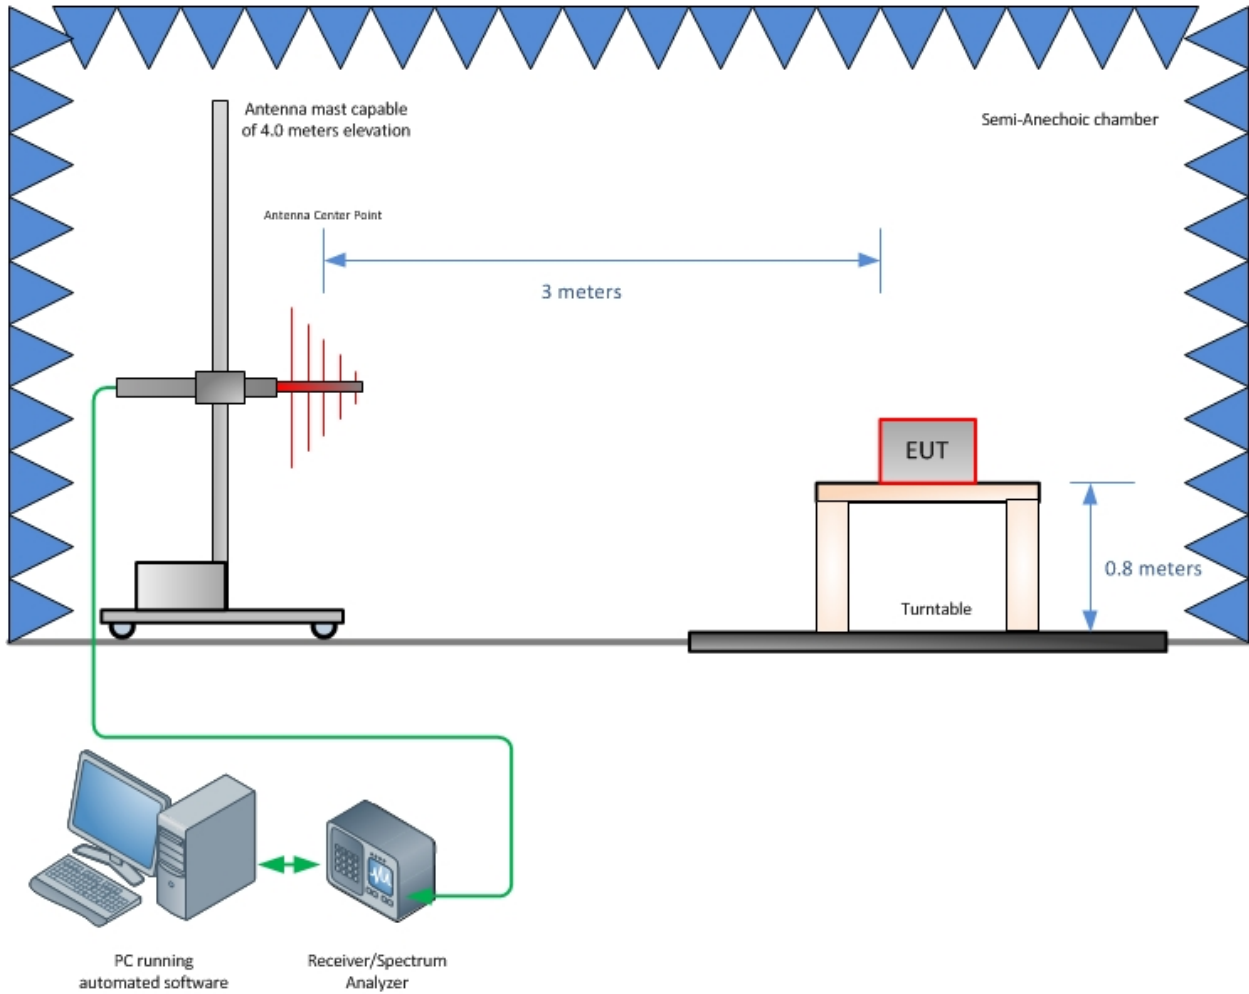 Antenna mast capable
of 4.0 meters elevation
Semi-Anechoic chamber
Antenna Center Point
3 meters
EUT
0.8 meters
Turntable
PC running
automated software
Receiver/Spectrum
Analyzer